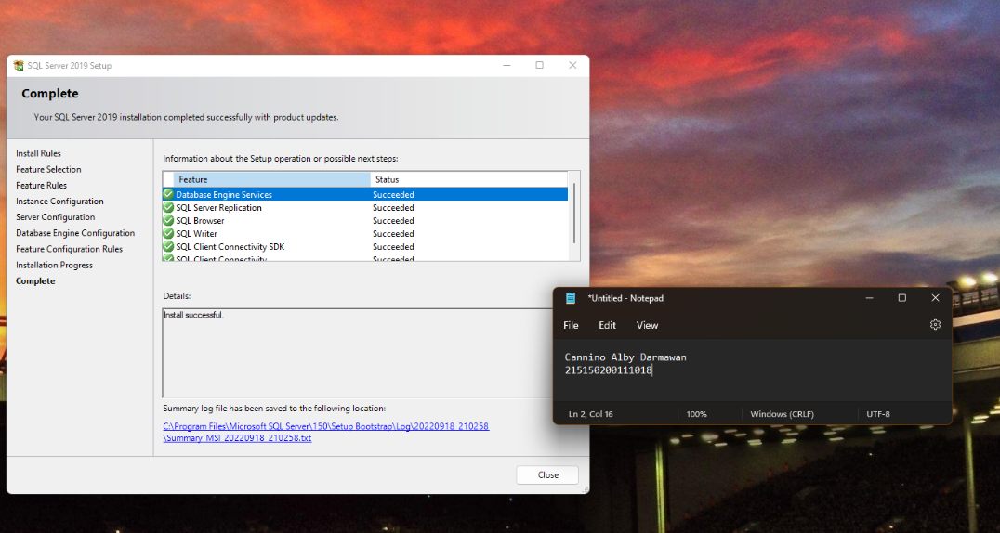 SQL Server 2019 Setup
Complete
Your SQL Server 2019 installation completed successfully with product updates.
Install Rules
Feature Selection
Feature Rules
Instance Configuration
Server Configuration
Database Engine Configuration
Feature Configuration Rules
Installation Progress
Complete
Information about the Setup operation or possible next steps:
Feature Status
Database Engine Services Succeeded
SQL Server Replication Succeeded
SQL Browser Succeeded
SQL Writer Succeeded
SQL Client Connectivity SDK Succeeded
SQL Client Connectivity Succeeded
Details:
Install successful.
Summary log file has been saved to the following location:
C:\Program Files\Microsoft SQL Server\150\Setup Bootstrap\Log\20220918_210258
\Summary_MSI_20220918_210258.txt
Close
*Untitled - Notepad
File Edit View
Cannino Alby Darmawan
215150200111018
Ln 2, Col 16 100% Windows (CRLF) UTF-8